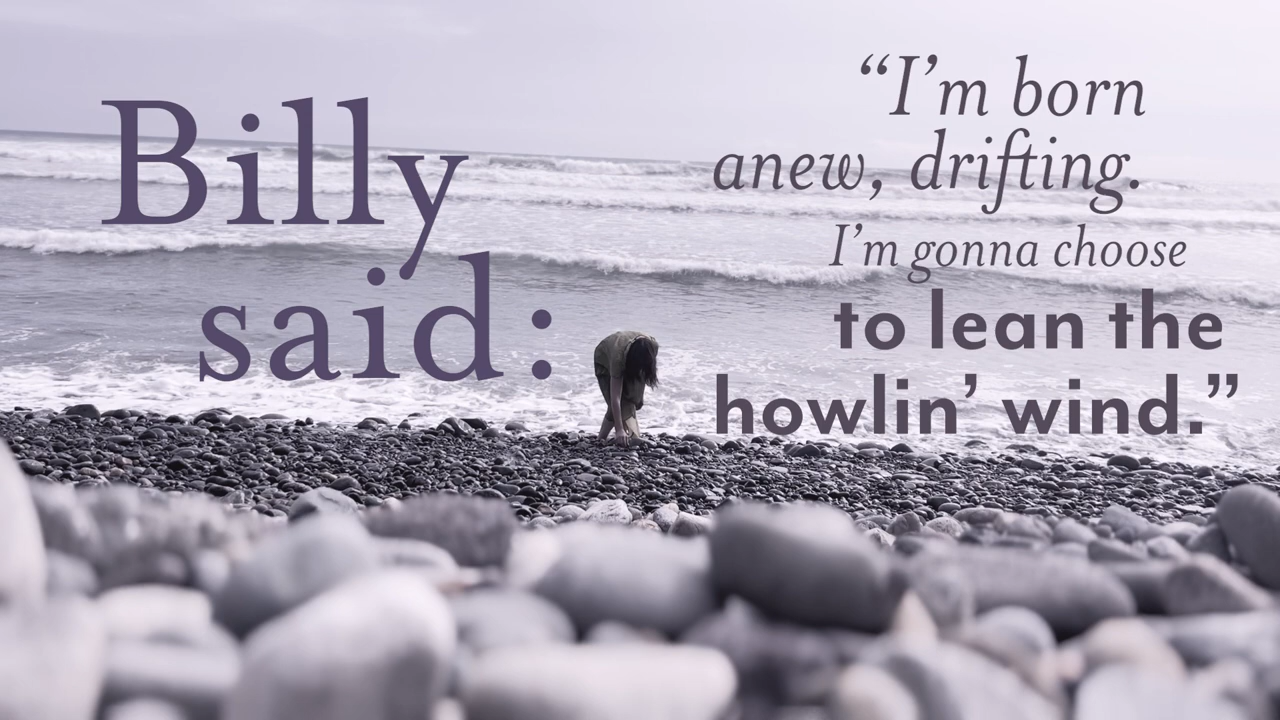 Billy
said:
“I’m born
anew, drifting.
I’m gonna choose
to lean the
howlin’ wind.”